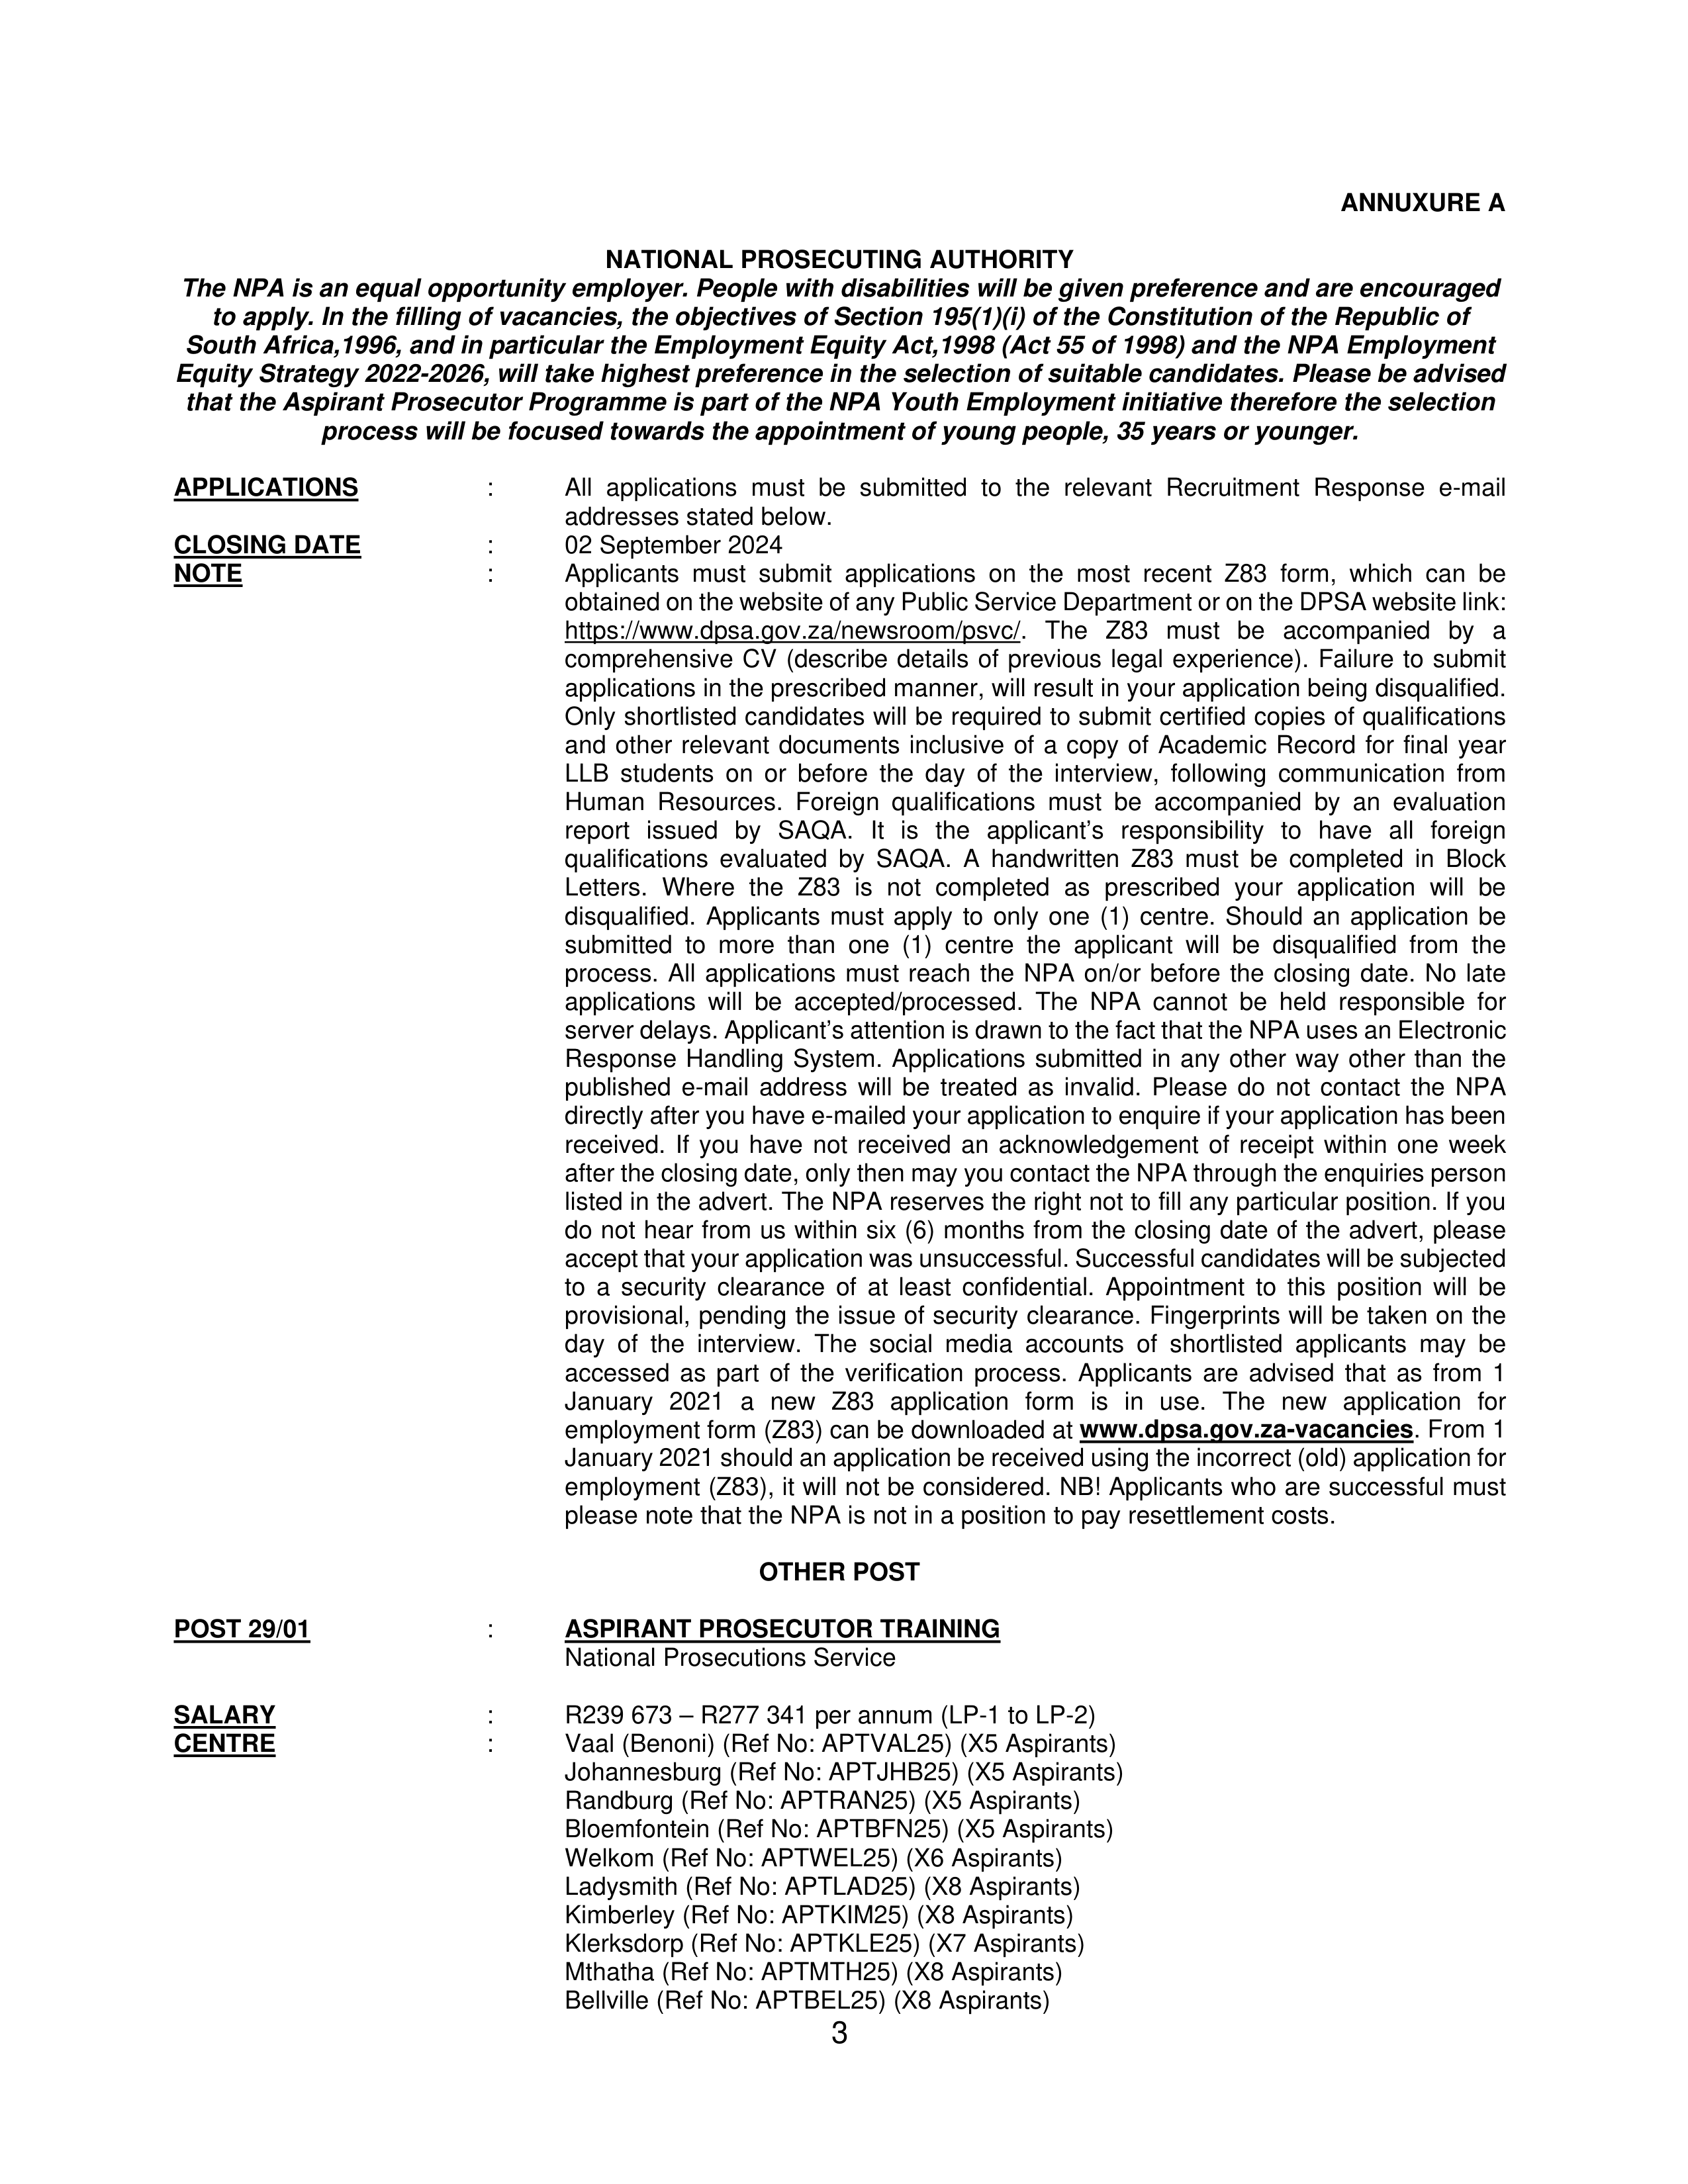 ANNUXURE A
NATIONAL PROSECUTING AUTHORITY
The NPA is an equal opportunity employer. People with disabilities will be given preference and are encouraged
to apply. In the filling of vacancies, the objectives of Section 195(1)(i) of the Constitution of the Republic of
South Africa,1996, and in particular the Employment Equity Act,1998 (Act 55 of 1998) and the NPA Employment
Equity Strategy 2022-2026, will take highest preference in the selection of suitable candidates. Please be advised
that the Aspirant Prosecutor Programme is part of the NPA Youth Employment initiative therefore the selection
process will be focused towards the appointment of young people, 35 years or younger.
APPLICATIONS : All applications must be submitted to the relevant Recruitment Response e-mail
addresses stated below.
CLOSING DATE : 02 September 2024
NOTE : Applicants must submit applications on the most recent Z83 form, which can be
obtained on the website of any Public Service Department or on the DPSA website link:
https://www.dpsa.gov.za/newsroom/psvc/. The Z83 must be accompanied by a
comprehensive CV (describe details of previous legal experience). Failure to submit
applications in the prescribed manner, will result in your application being disqualified.
Only shortlisted candidates will be required to submit certified copies of qualifications
and other relevant documents inclusive of a copy of Academic Record for final year
LLB students on or before the day of the interview, following communication from
Human Resources. Foreign qualifications must be accompanied by an evaluation
report issued by SAQA. It is the applicant’s responsibility to have all foreign
qualifications evaluated by SAQA. A handwritten Z83 must be completed in Block
Letters. Where the Z83 is not completed as prescribed your application will be
disqualified. Applicants must apply to only one (1) centre. Should an application be
submitted to more than one (1) centre the applicant will be disqualified from the
process. All applications must reach the NPA on/or before the closing date. No late
applications will be accepted/processed. The NPA cannot be held responsible for
server delays. Applicant’s attention is drawn to the fact that the NPA uses an Electronic
Response Handling System. Applications submitted in any other way other than the
published e-mail address will be treated as invalid. Please do not contact the NPA
directly after you have e-mailed your application to enquire if your application has been
received. If you have not received an acknowledgement of receipt within one week
after the closing date, only then may you contact the NPA through the enquiries person
listed in the advert. The NPA reserves the right not to fill any particular position. If you
do not hear from us within six (6) months from the closing date of the advert, please
accept that your application was unsuccessful. Successful candidates will be subjected
to a security clearance of at least confidential. Appointment to this position will be
provisional, pending the issue of security clearance. Fingerprints will be taken on the
day of the interview. The social media accounts of shortlisted applicants may be
accessed as part of the verification process. Applicants are advised that as from 1
January 2021 a new Z83 application form is in use. The new application for
employment form (Z83) can be downloaded at www.dpsa.gov.za-vacancies. From 1
January 2021 should an application be received using the incorrect (old) application for
employment (Z83), it will not be considered. NB! Applicants who are successful must
please note that the NPA is not in a position to pay resettlement costs.
OTHER POST
POST 29/01 : ASPIRANT PROSECUTOR TRAINING
National Prosecutions Service
SALARY : R239 673 – R277 341 per annum (LP-1 to LP-2)
CENTRE : Vaal (Benoni) (Ref No: APTVAL25) (X5 Aspirants)
Johannesburg (Ref No: APTJHB25) (X5 Aspirants)
Randburg (Ref No: APTRAN25) (X5 Aspirants)
Bloemfontein (Ref No: APTBFN25) (X5 Aspirants)
Welkom (Ref No: APTWEL25) (X6 Aspirants)
Ladysmith (Ref No: APTLAD25) (X8 Aspirants)
Kimberley (Ref No: APTKIM25) (X8 Aspirants)
Klerksdorp (Ref No: APTKLE25) (X7 Aspirants)
Mthatha (Ref No: APTMTH25) (X8 Aspirants)
Bellville (Ref No: APTBEL25) (X8 Aspirants)
3